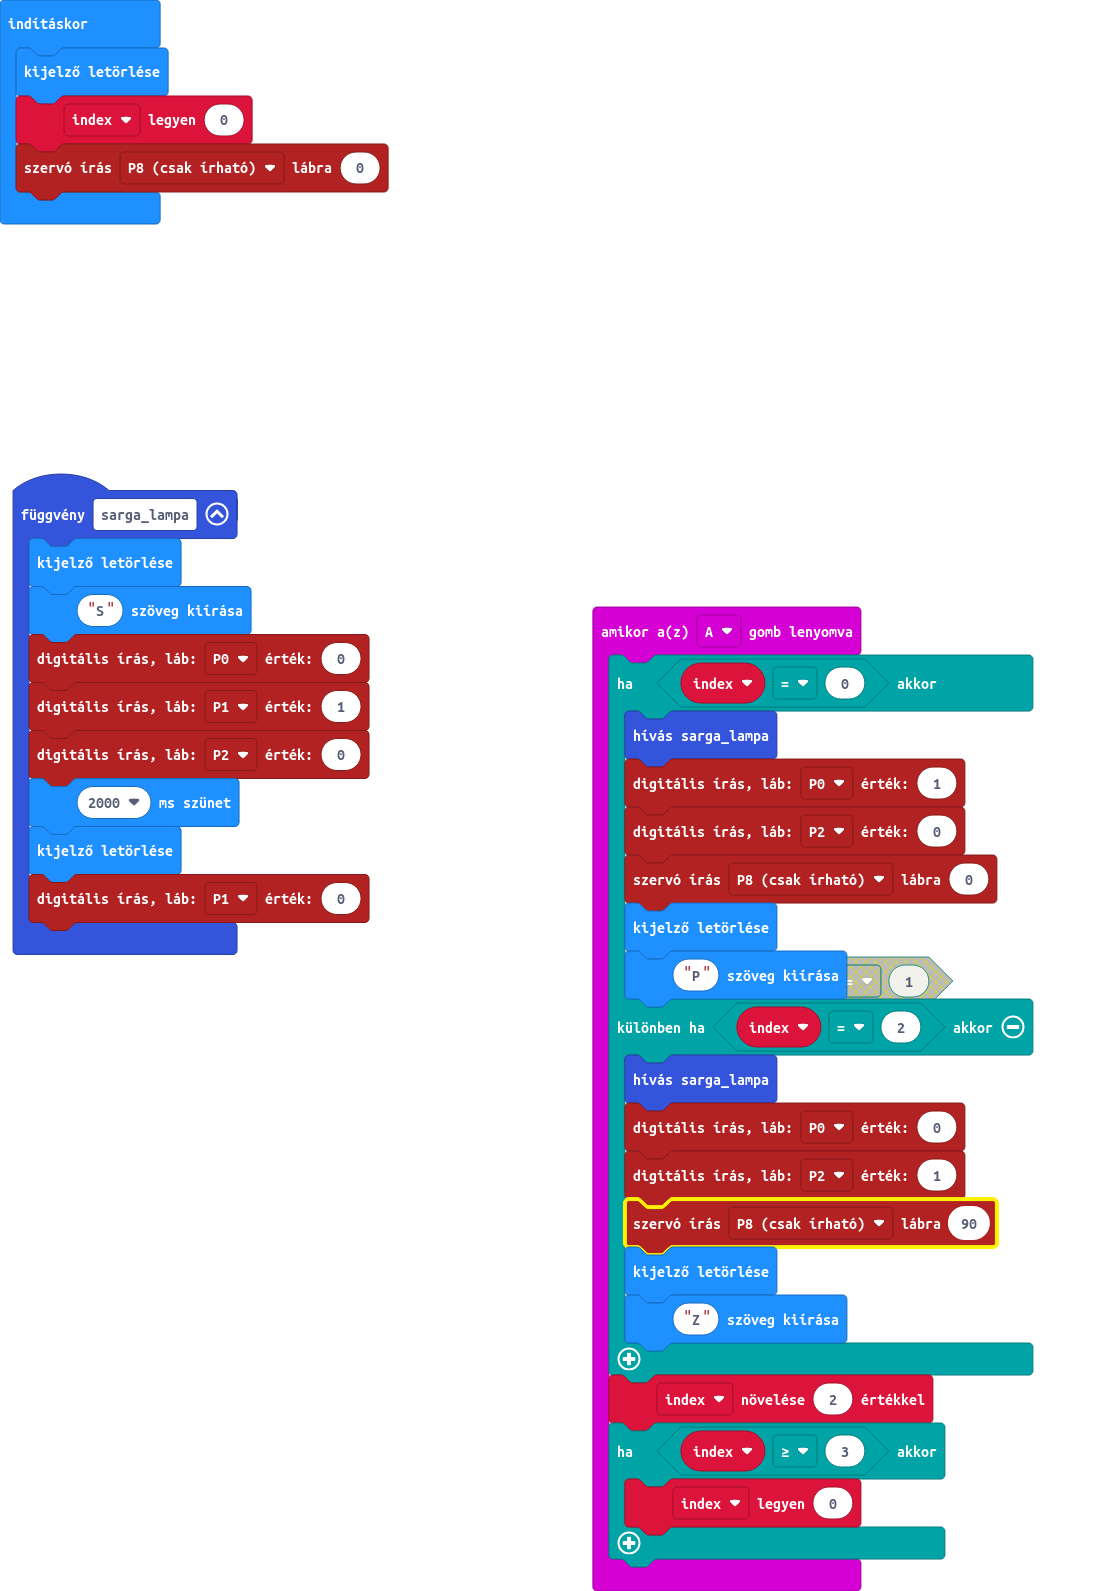 indításkor
kijelző letörlése
index legyen 0
szervó írás P8 (csak írható) lábra 0
függvény sarga_lampa
kijelző letörlése
"S" szöveg kiírása
digitális írás, láb: P0 érték: 0
digitális írás, láb: P1 érték: 1
digitális írás, láb: P2 érték: 0
2000 ms szünet
kijelző letörlése
digitális írás, láb: P1 érték: 0
amikor a(z) A gomb lenyomva
ha index = 0 akkor
hívás sarga_lampa
digitális írás, láb: P0 érték: 1
digitális írás, láb: P2 érték: 0
szervó írás P8 (csak írható) lábra 0
kijelző letörlése
"P" szöveg kiírása = 1
különben ha index = 2 akkor
hívás sarga_lampa
digitális írás, láb: P0 érték: 0
digitális írás, láb: P2 érték: 1
szervó írás P8 (csak írható) lábra 90
kijelző letörlése
"Z" szöveg kiírása
index növelése 2 értékkel
ha index ≥ 3 akkor
index legyen 0